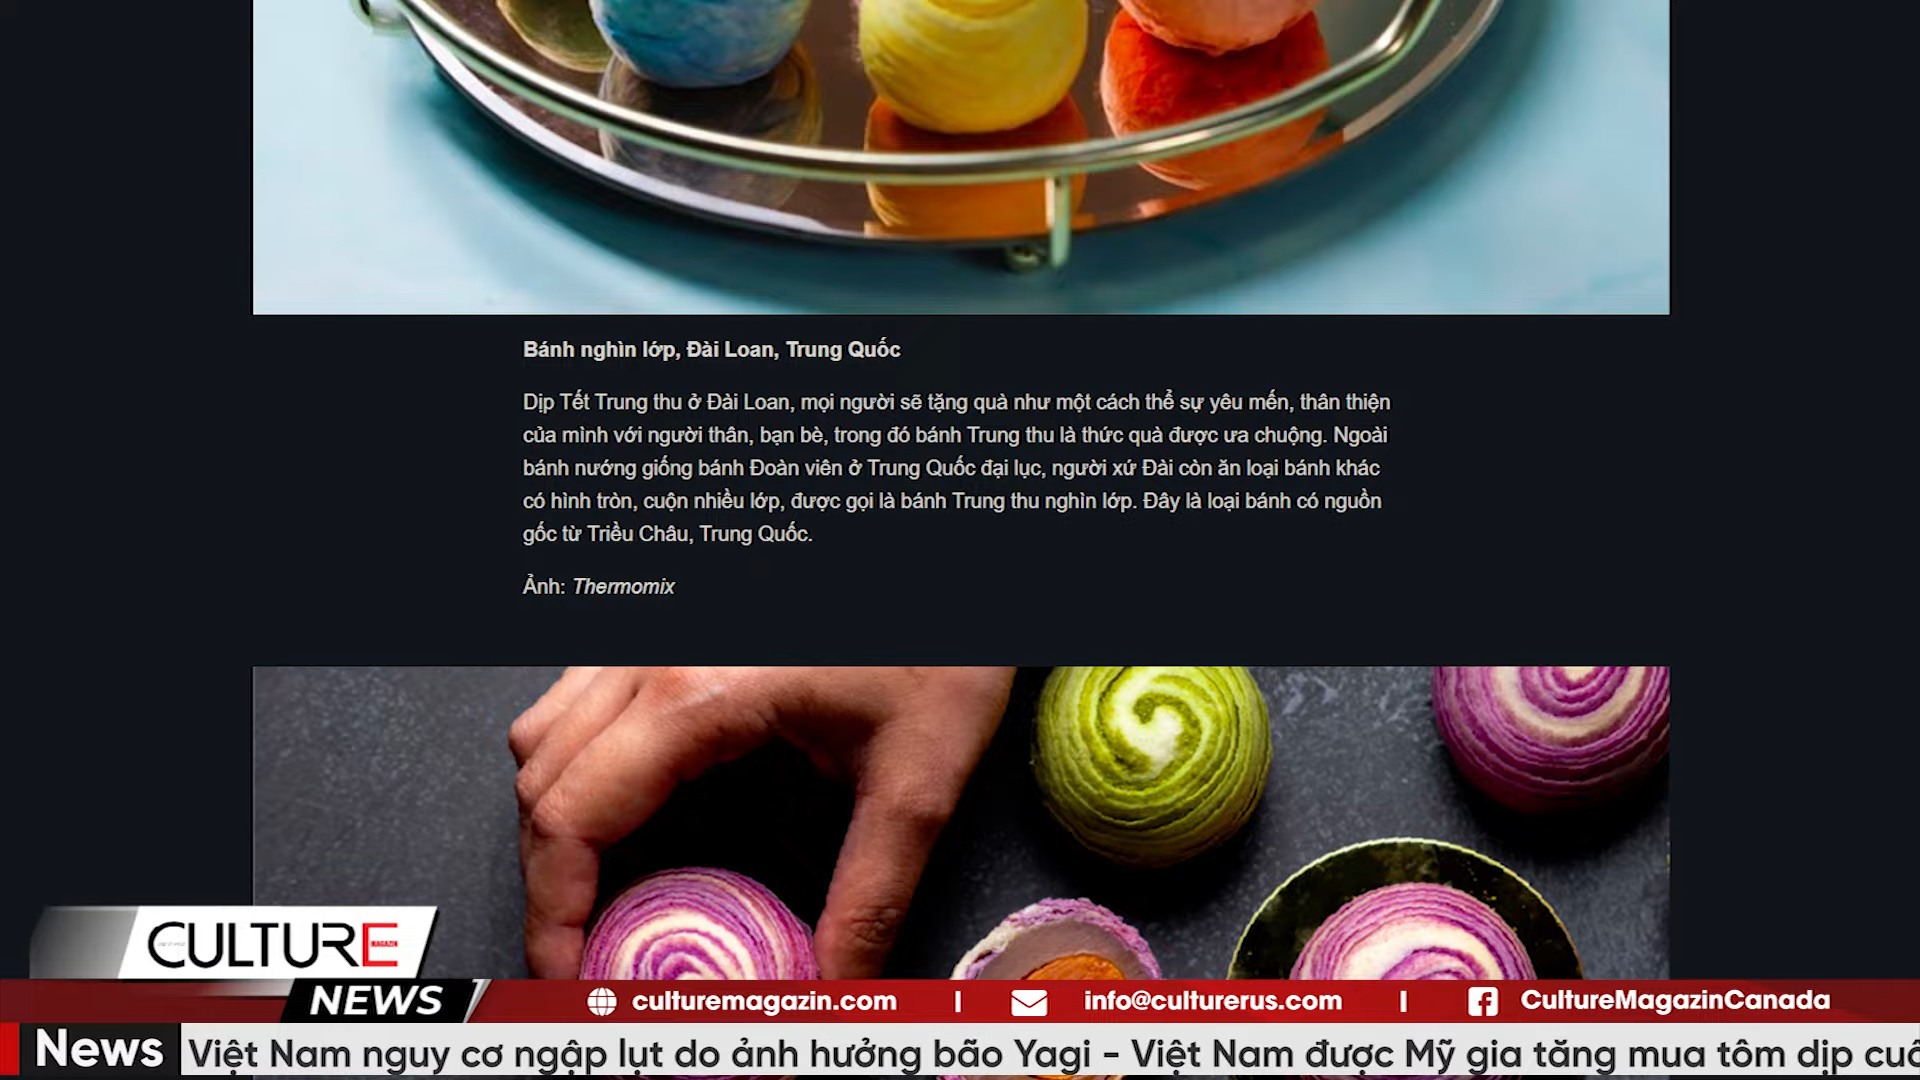 Bánh nghìn lớp, Đài Loan, Trung Quốc
Dịp Tết Trung thu ở Đài Loan, mọi người sẽ tặng quà như một cách thể sự yêu mến, thân thiện
của mình với người thân, bạn bè, trong đó bánh Trung thu là thức quà được ưa chuộng. Ngoài
bánh nướng giống bánh Đoàn viên ở Trung Quốc đại lục, người xứ Đài còn ăn loại bánh khác
có hình tròn, cuộn nhiều lớp, được gọi là bánh Trung thu nghìn lớp. Đây là loại bánh có nguồn
gốc từ Triều Châu, Trung Quốc.
Ảnh: Thermomix
CULTURE
MAGAZIN
NEWS
culturemagazin.com | info@culturerus.com | CultureMagazinCanada
News Việt Nam nguy cơ ngập lụt do ảnh hưởng bão Yagi - Việt Nam được Mỹ gia tăng mua tôm dịp cuố